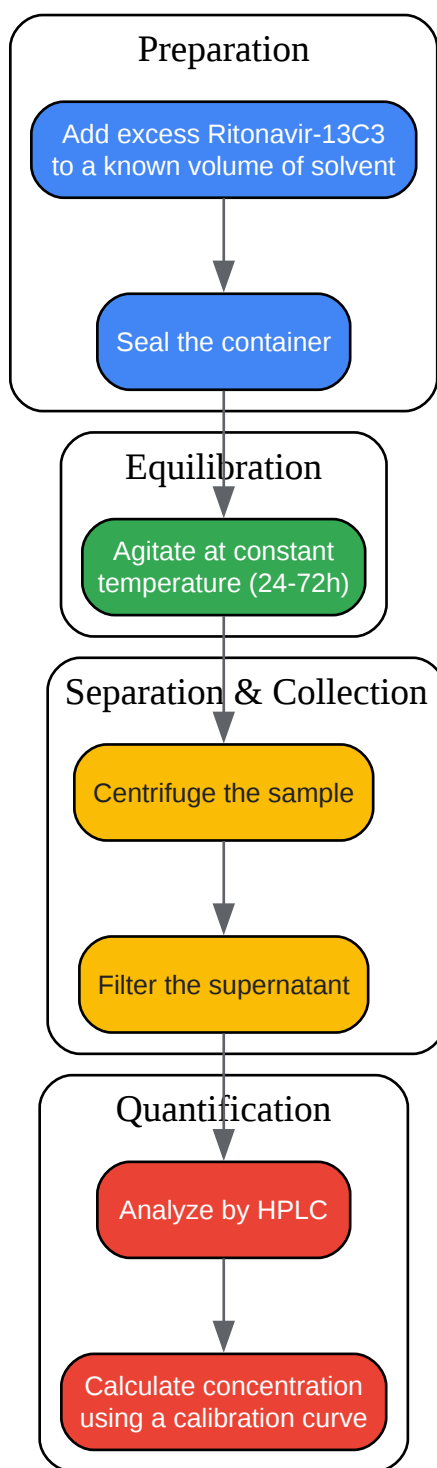 Preparation
Add excess Ritonavir-13C3
to a known volume of solvent
Seal the container
Equilibration
Agitate at constant
temperature (24-72h)
Separation & Collection
Centrifuge the sample
Filter the supernatant
Quantification
Analyze by HPLC
Calculate concentration
using a calibration curve